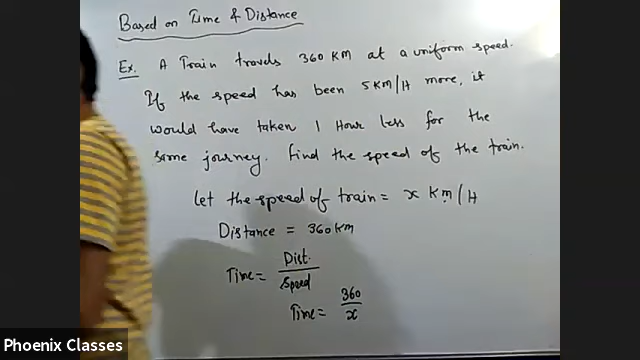 Based on Time & Distance
Ex. A Train travels 360 KM at a uniform speed.
If the speed has been 5KM/H more, it
would have taken 1 Hour less for the
same journey. Find the speed of the train.
Let the speed of train = x Km/H
Distance = 360 KM
Time = Dist. / Speed
Time = 360 / x
Phoenix Classes